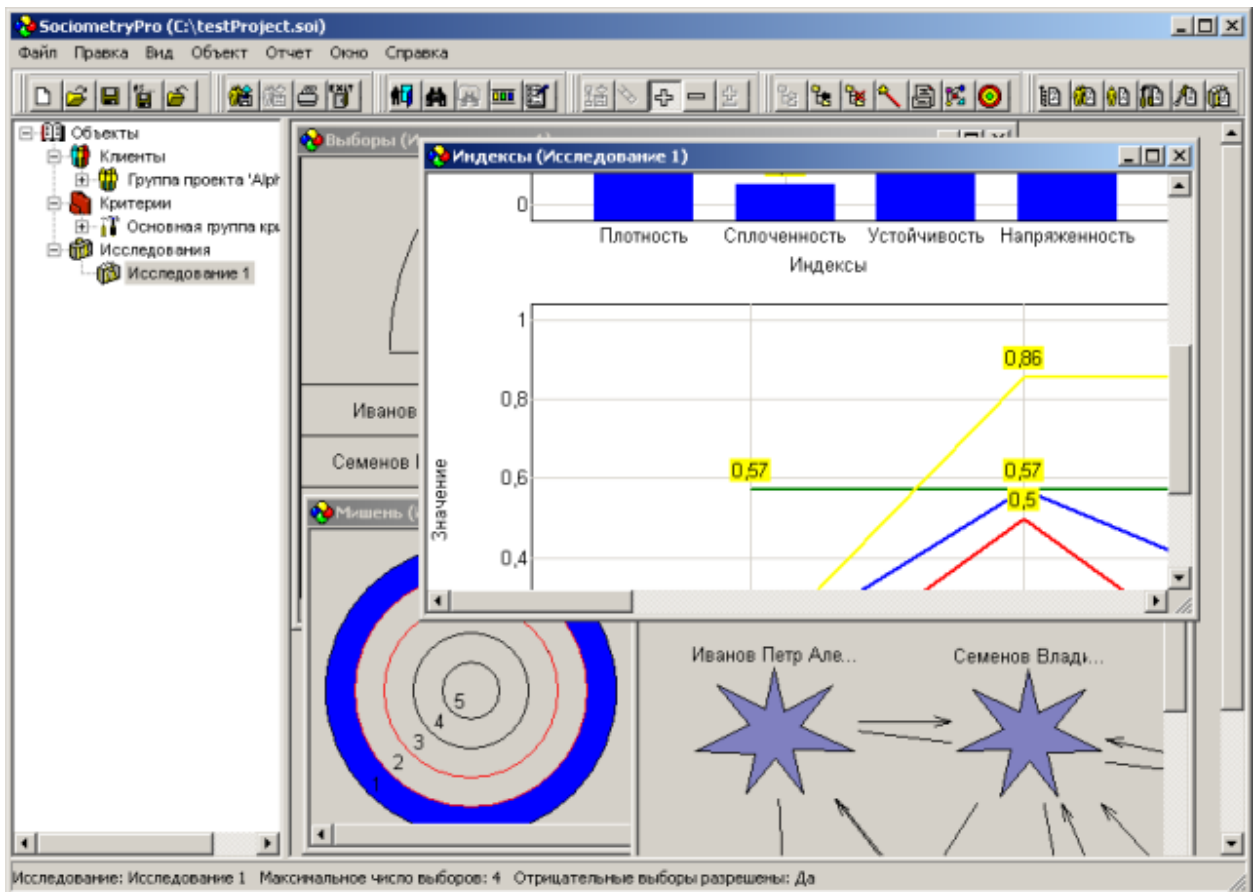 SociometryPro (C:\testProject.soi)
Файл Правка Вид Объект Отчет Окно Справка
Объекты
Клиенты
Группа проекта 'Alph
Критерии
Основная группа кри
Исследования
Исследование 1
Выборы (И
Иванов
Семенов
Индексы (Исследование 1)
0
Плотность Сплоченность Устойчивость Напряженность
Индексы
1
0,8
0,6
0,4
Значение
0,86
0,57
0,57
0,5
Мишень (
5
4
3
2
1
Иванов Петр Але...
Семенов Влади...
Исследование: Исследование 1 Максимальное число выборов: 4 Отрицательные выборы разрешены: Да